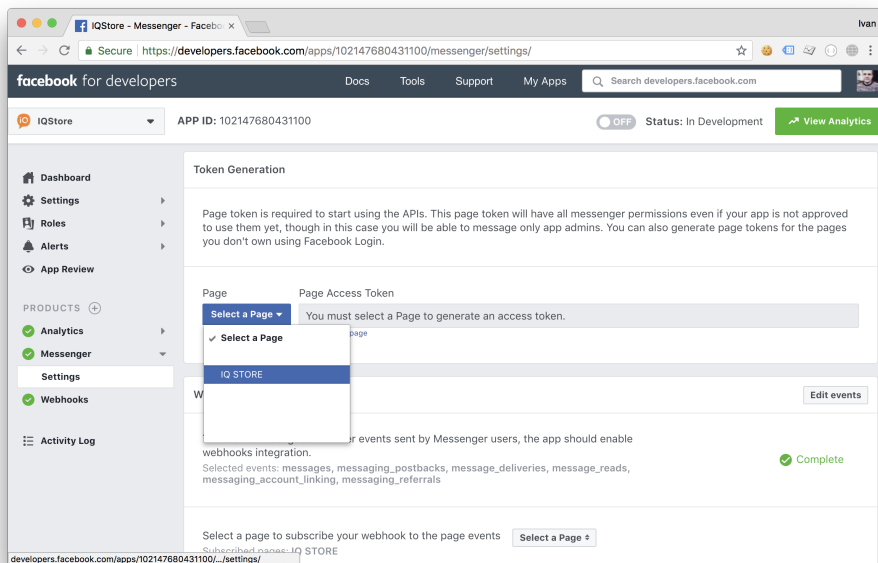 IQStore - Messenger - Facebo
Ivan
Secure https://developers.facebook.com/apps/102147680431100/messenger/settings/
facebook for developers
Docs
Tools
Support
My Apps
Search developers.facebook.com
iQ
IQStore
APP ID: 102147680431100
OFF
Status: In Development
View Analytics
Dashboard
Settings
Roles
Alerts
App Review
PRODUCTS
Analytics
Messenger
Settings
Webhooks
Activity Log
Token Generation
Page token is required to start using the APIs. This page token will have all messenger permissions even if your app is not approved
to use them yet, though in this case you will be able to message only app admins. You can also generate page tokens for the pages
you don't own using Facebook Login.
Page
Page Access Token
Select a Page
You must select a Page to generate an access token.
page
Select a Page
IQ STORE
W
Edit events
er events sent by Messenger users, the app should enable
webhooks integration.
Selected events: messages, messaging_postbacks, message_deliveries, message_reads,
messaging_account_linking, messaging_referrals
Complete
Select a page to subscribe your webhook to the page events
Select a Page
Subscribed pages: IQ STORE
developers.facebook.com/apps/102147680431100/.../settings/